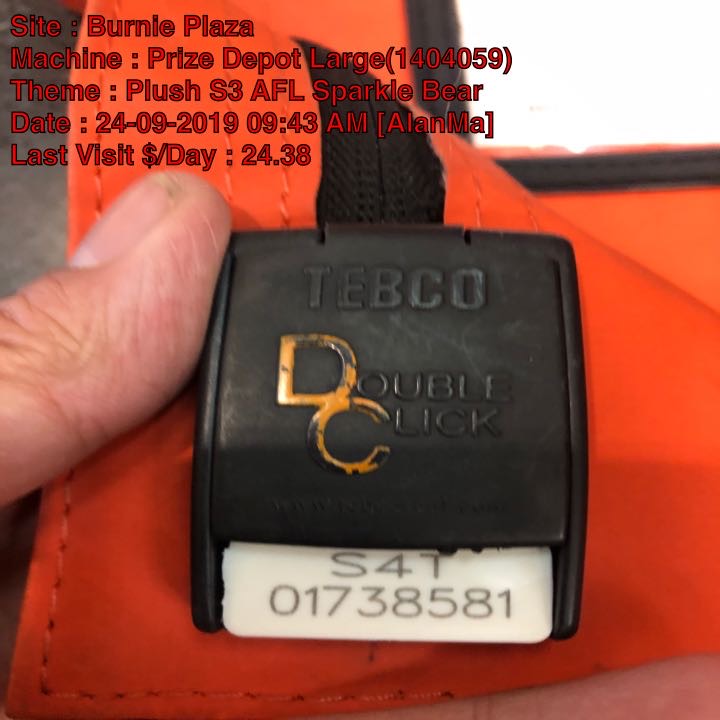 Site : Burnie Plaza
Machine : Prize Depot Large(1404059)
Theme : Plush S3 AFL Sparkle Bear
Date : 24-09-2019 09:43 AM [AlanMa]
Last Visit $/Day : 24.38
TEBCO
DOUBLE
CLICK
S4T
01738581